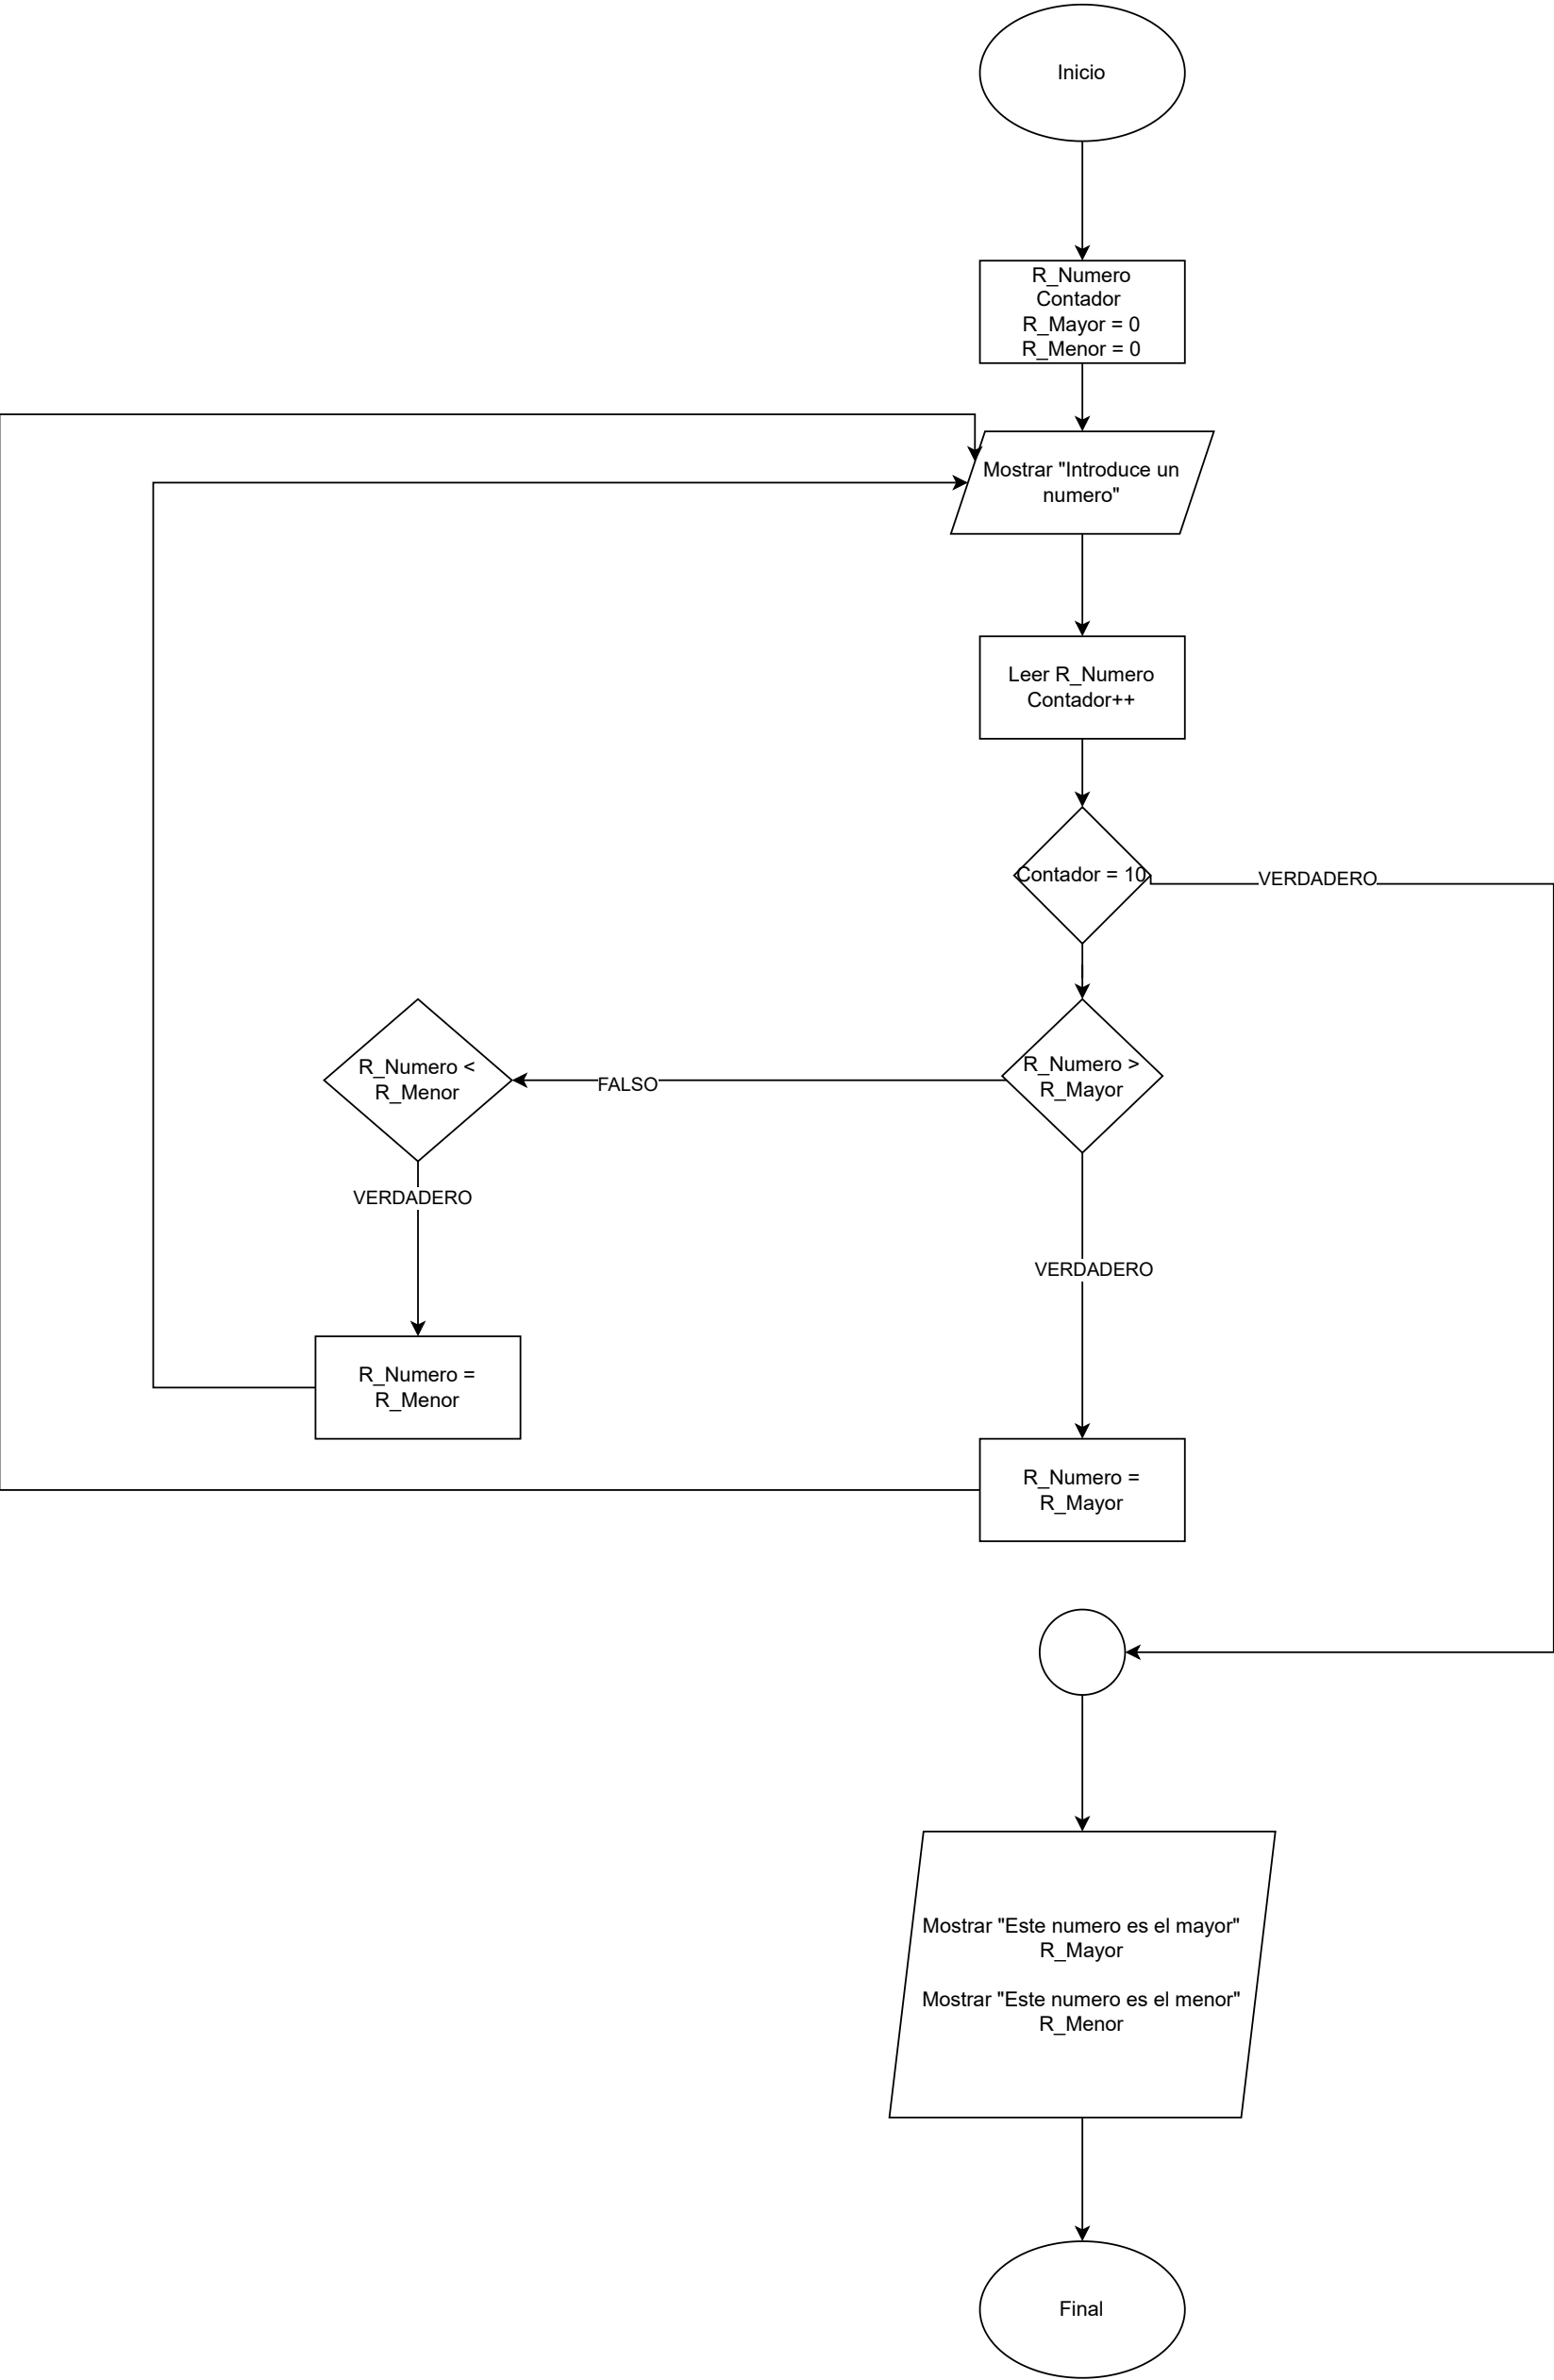 Inicio
R_Numero
Contador
R_Mayor = 0
R_Menor = 0
Mostrar "Introduce un
numero"
Leer R_Numero
Contador++
Contador = 10
VERDADERO
R_Numero >
R_Mayor
FALSO
R_Numero <
R_Menor
VERDADERO
VERDADERO
R_Numero =
R_Menor
R_Numero =
R_Mayor
Mostrar "Este numero es el mayor"
R_Mayor
Mostrar "Este numero es el menor"
R_Menor
Final